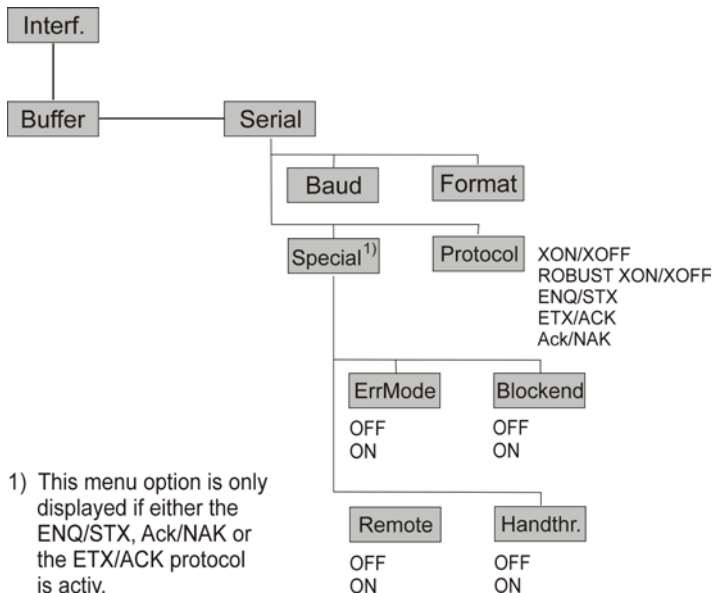 Interf.
Buffer
Serial
Baud
Format
Special 1)
Protocol
XON/XOFF
ROBUST XON/XOFF
ENQ/STX
ETX/ACK
Ack/NAK
ErrMode
Blockend
OFF
ON
OFF
ON
1) This menu option is only
displayed if either the
ENQ/STX, Ack/NAK or
the ETX/ACK protocol
is activ.
Remote
Handthr.
OFF
ON
OFF
ON